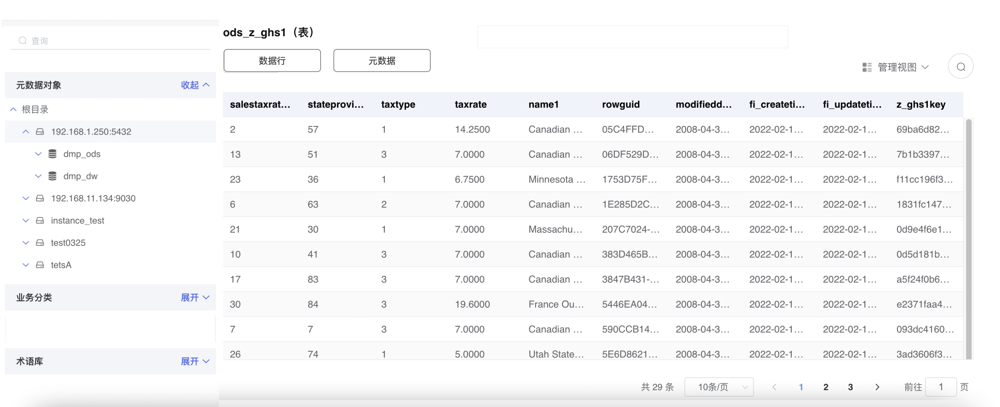 查询
元数据对象 收起
根目录
192.168.1.250:5432
dmp_ods
dmp_dw
192.168.11.134:9030
instance_test
test0325
tetsA
业务分类 展开
术语库 展开
ods_z_ghs1（表）
数据行 元数据
管理视图
salestaxrat... stateprovi... taxtype taxrate name1 rowguid modifiedd... fi_createti... fi_updateti... z_ghs1key
2 57 1 14.2500 Canadian ... 05C4FFD... 2008-04-3... 2022-02-1... 2022-02-1... 69ba6d82...
13 51 3 7.0000 Canadian ... 06DF529D... 2008-04-3... 2022-02-1... 2022-02-1... 7b1b3397...
23 36 1 6.7500 Minnesota ... 1753D75F... 2008-04-3... 2022-02-1... 2022-02-1... f11cc196f3...
6 63 2 7.0000 Canadian ... 1E285D2C... 2008-04-3... 2022-02-1... 2022-02-1... 1831fc147...
21 30 1 7.0000 Massachu... 207C7024-... 2008-04-3... 2022-02-1... 2022-02-1... 0d9e4f6e1...
10 41 3 7.0000 Canadian ... 383D465B... 2008-04-3... 2022-02-1... 2022-02-1... 0d5d181b...
17 83 3 7.0000 Canadian ... 3847B431-... 2008-04-3... 2022-02-1... 2022-02-1... a5f24f0b6...
30 84 3 19.6000 France Ou... 5446EA04... 2008-04-3... 2022-02-1... 2022-02-1... e2371faa4...
7 7 3 7.0000 Canadian ... 590CCB14... 2008-04-3... 2022-02-1... 2022-02-1... 093dc4160...
26 74 1 5.0000 Utah State... 5E6D8621... 2008-04-3... 2022-02-1... 2022-02-1... 3ad3606f3...
共 29 条 10条/页 1 2 3 前往 1 页